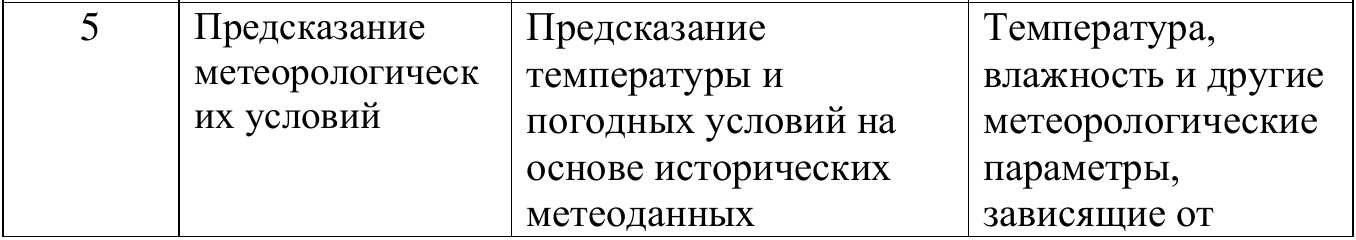 5
Предсказание
метеорологическ
их условий
Предсказание
температуры и
погодных условий на
основе исторических
метеоданных
Температура,
влажность и другие
метеорологические
параметры,
зависящие от